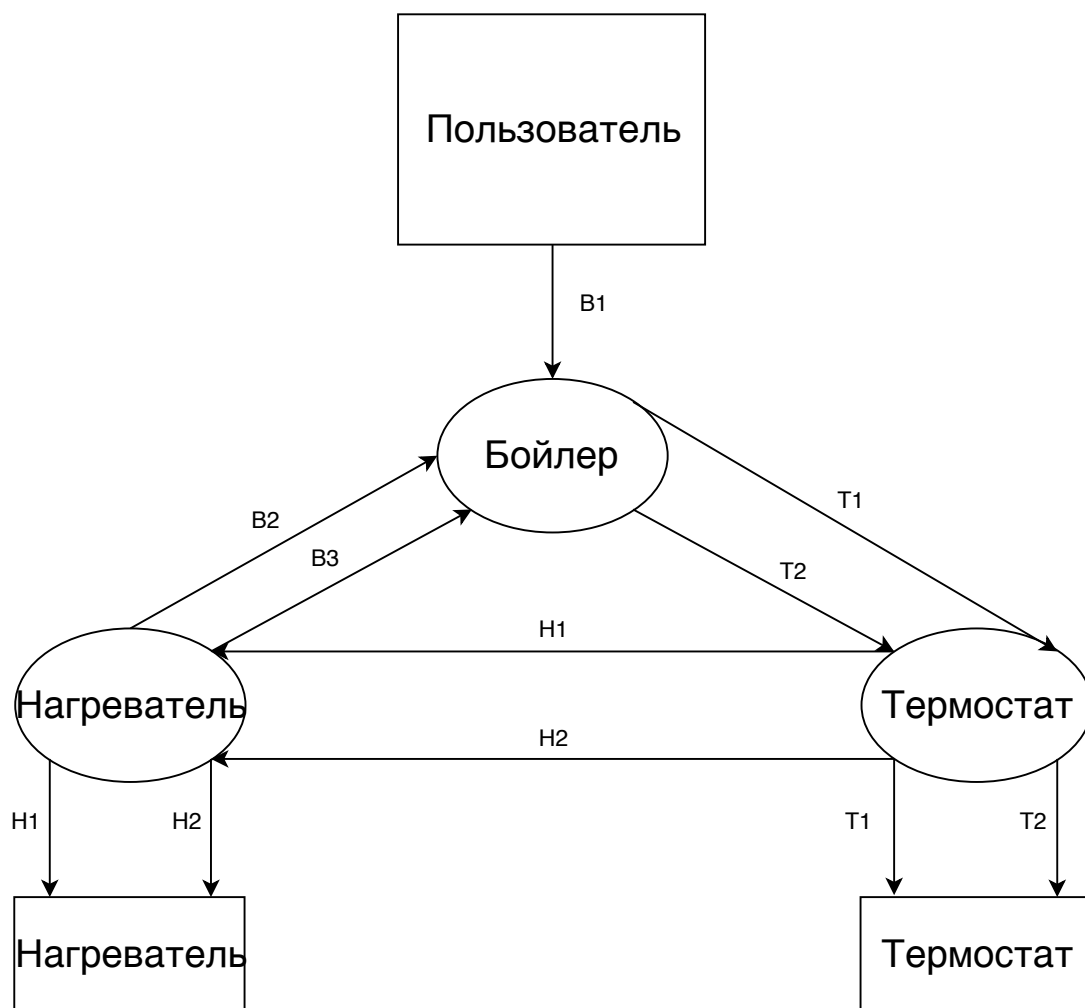 Пользователь
B1
Бойлер
T1
B2
B3
T2
H1
Нагреватель
Термостат
H2
H1
H2
T1
T2
Нагреватель
Термостат